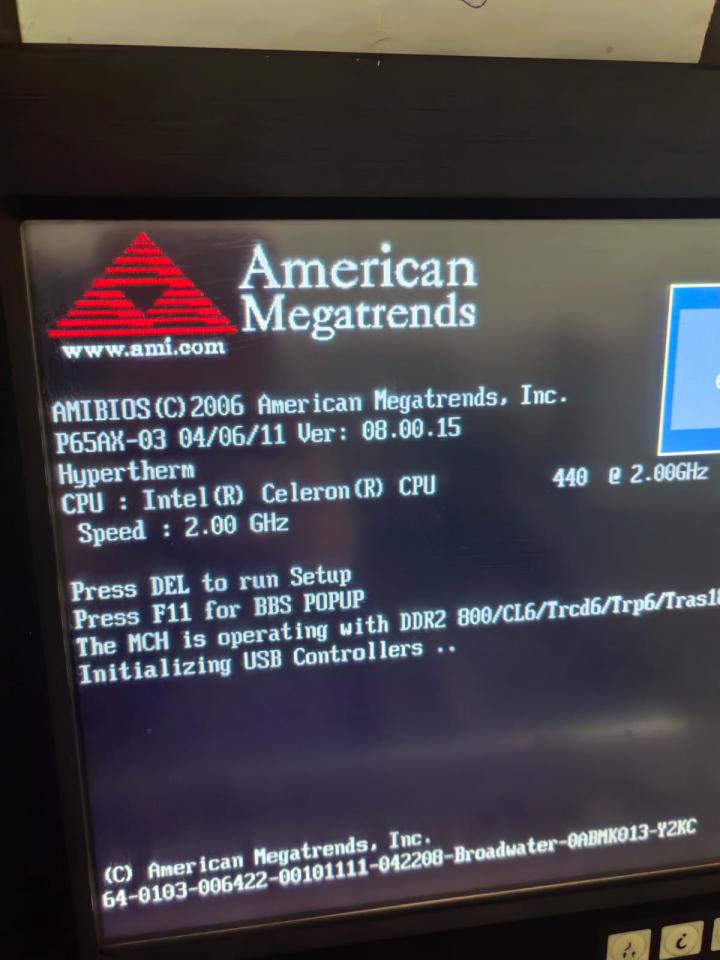 American
Megatrends
www.ami.com
AMIBIOS(C)2006 American Megatrends, Inc.
P65AX-03 04/06/11 Ver: 08.00.15
Hypertherm
CPU : Intel(R) Celeron(R) CPU 440 @ 2.00GHz
Speed : 2.00 GHz
Press DEL to run Setup
Press F11 for BBS POPUP
The MCH is operating with DDR2 800/CL6/Trcd6/Trp6/Tras18
Initializing USB Controllers ..
(C) American Megatrends, Inc.
64-0103-006422-00101111-042208-Broadwater-0ABMK013-Y2KC